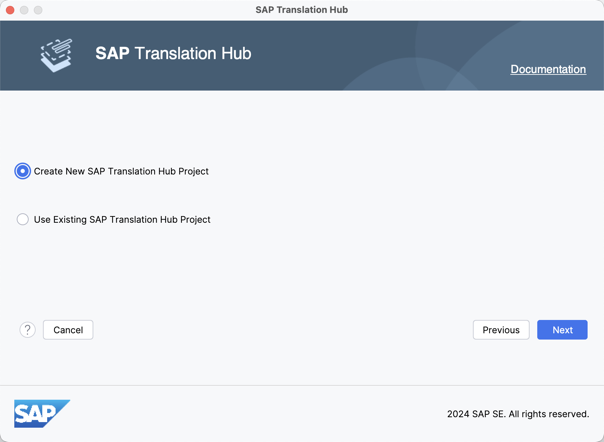 SAP Translation Hub
SAP Translation Hub
Documentation
Create New SAP Translation Hub Project
Use Existing SAP Translation Hub Project
? Cancel Previous Next
SAP 2024 SAP SE. All rights reserved.